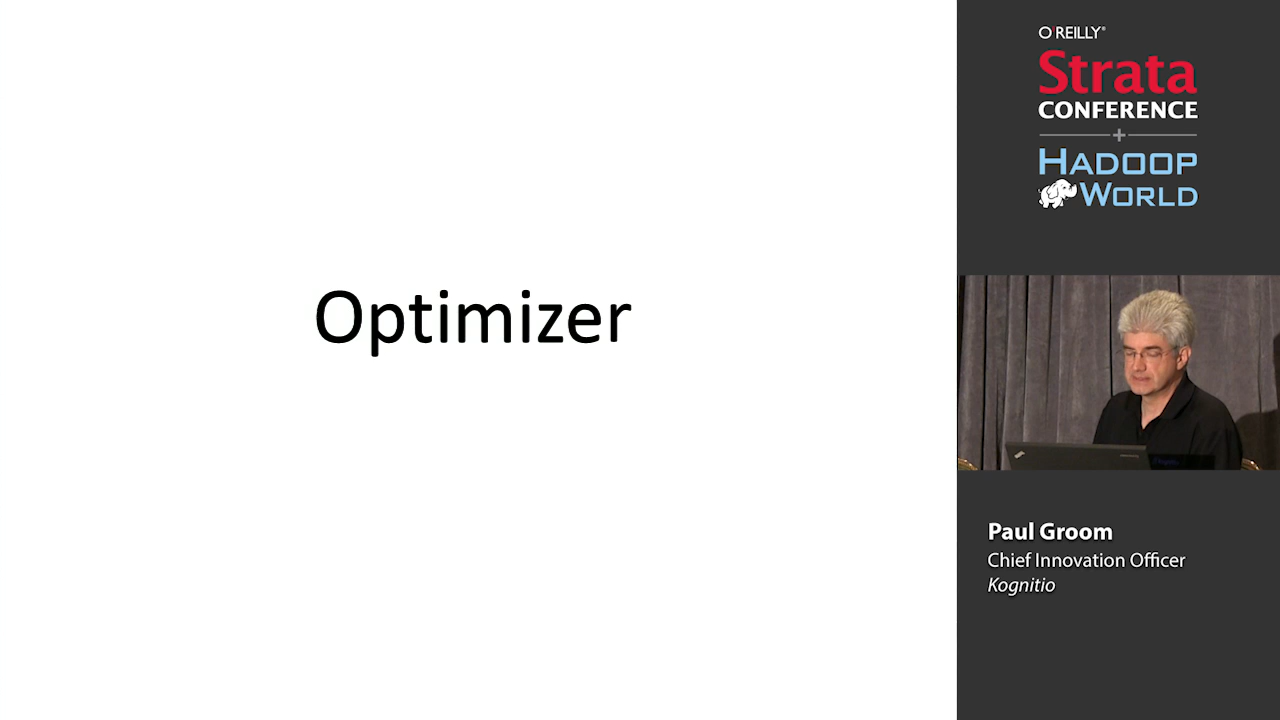 Optimizer
O'REILLY®
Strata
CONFERENCE
+
HADOOP
WORLD
Paul Groom
Chief Innovation Officer
Kognitio